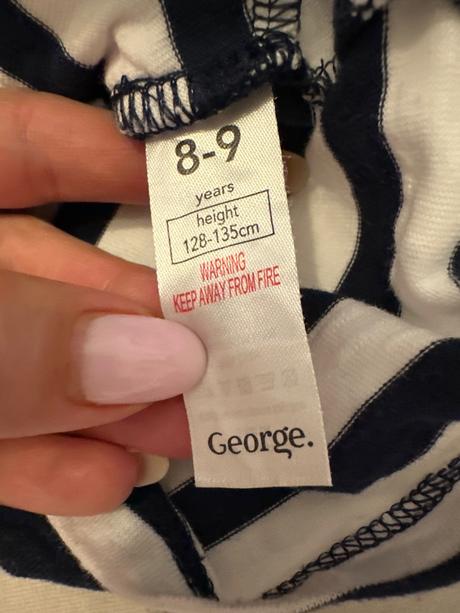 8-9
years
height
128-135cm
WARNING
KEEP AWAY FROM FIRE
George.